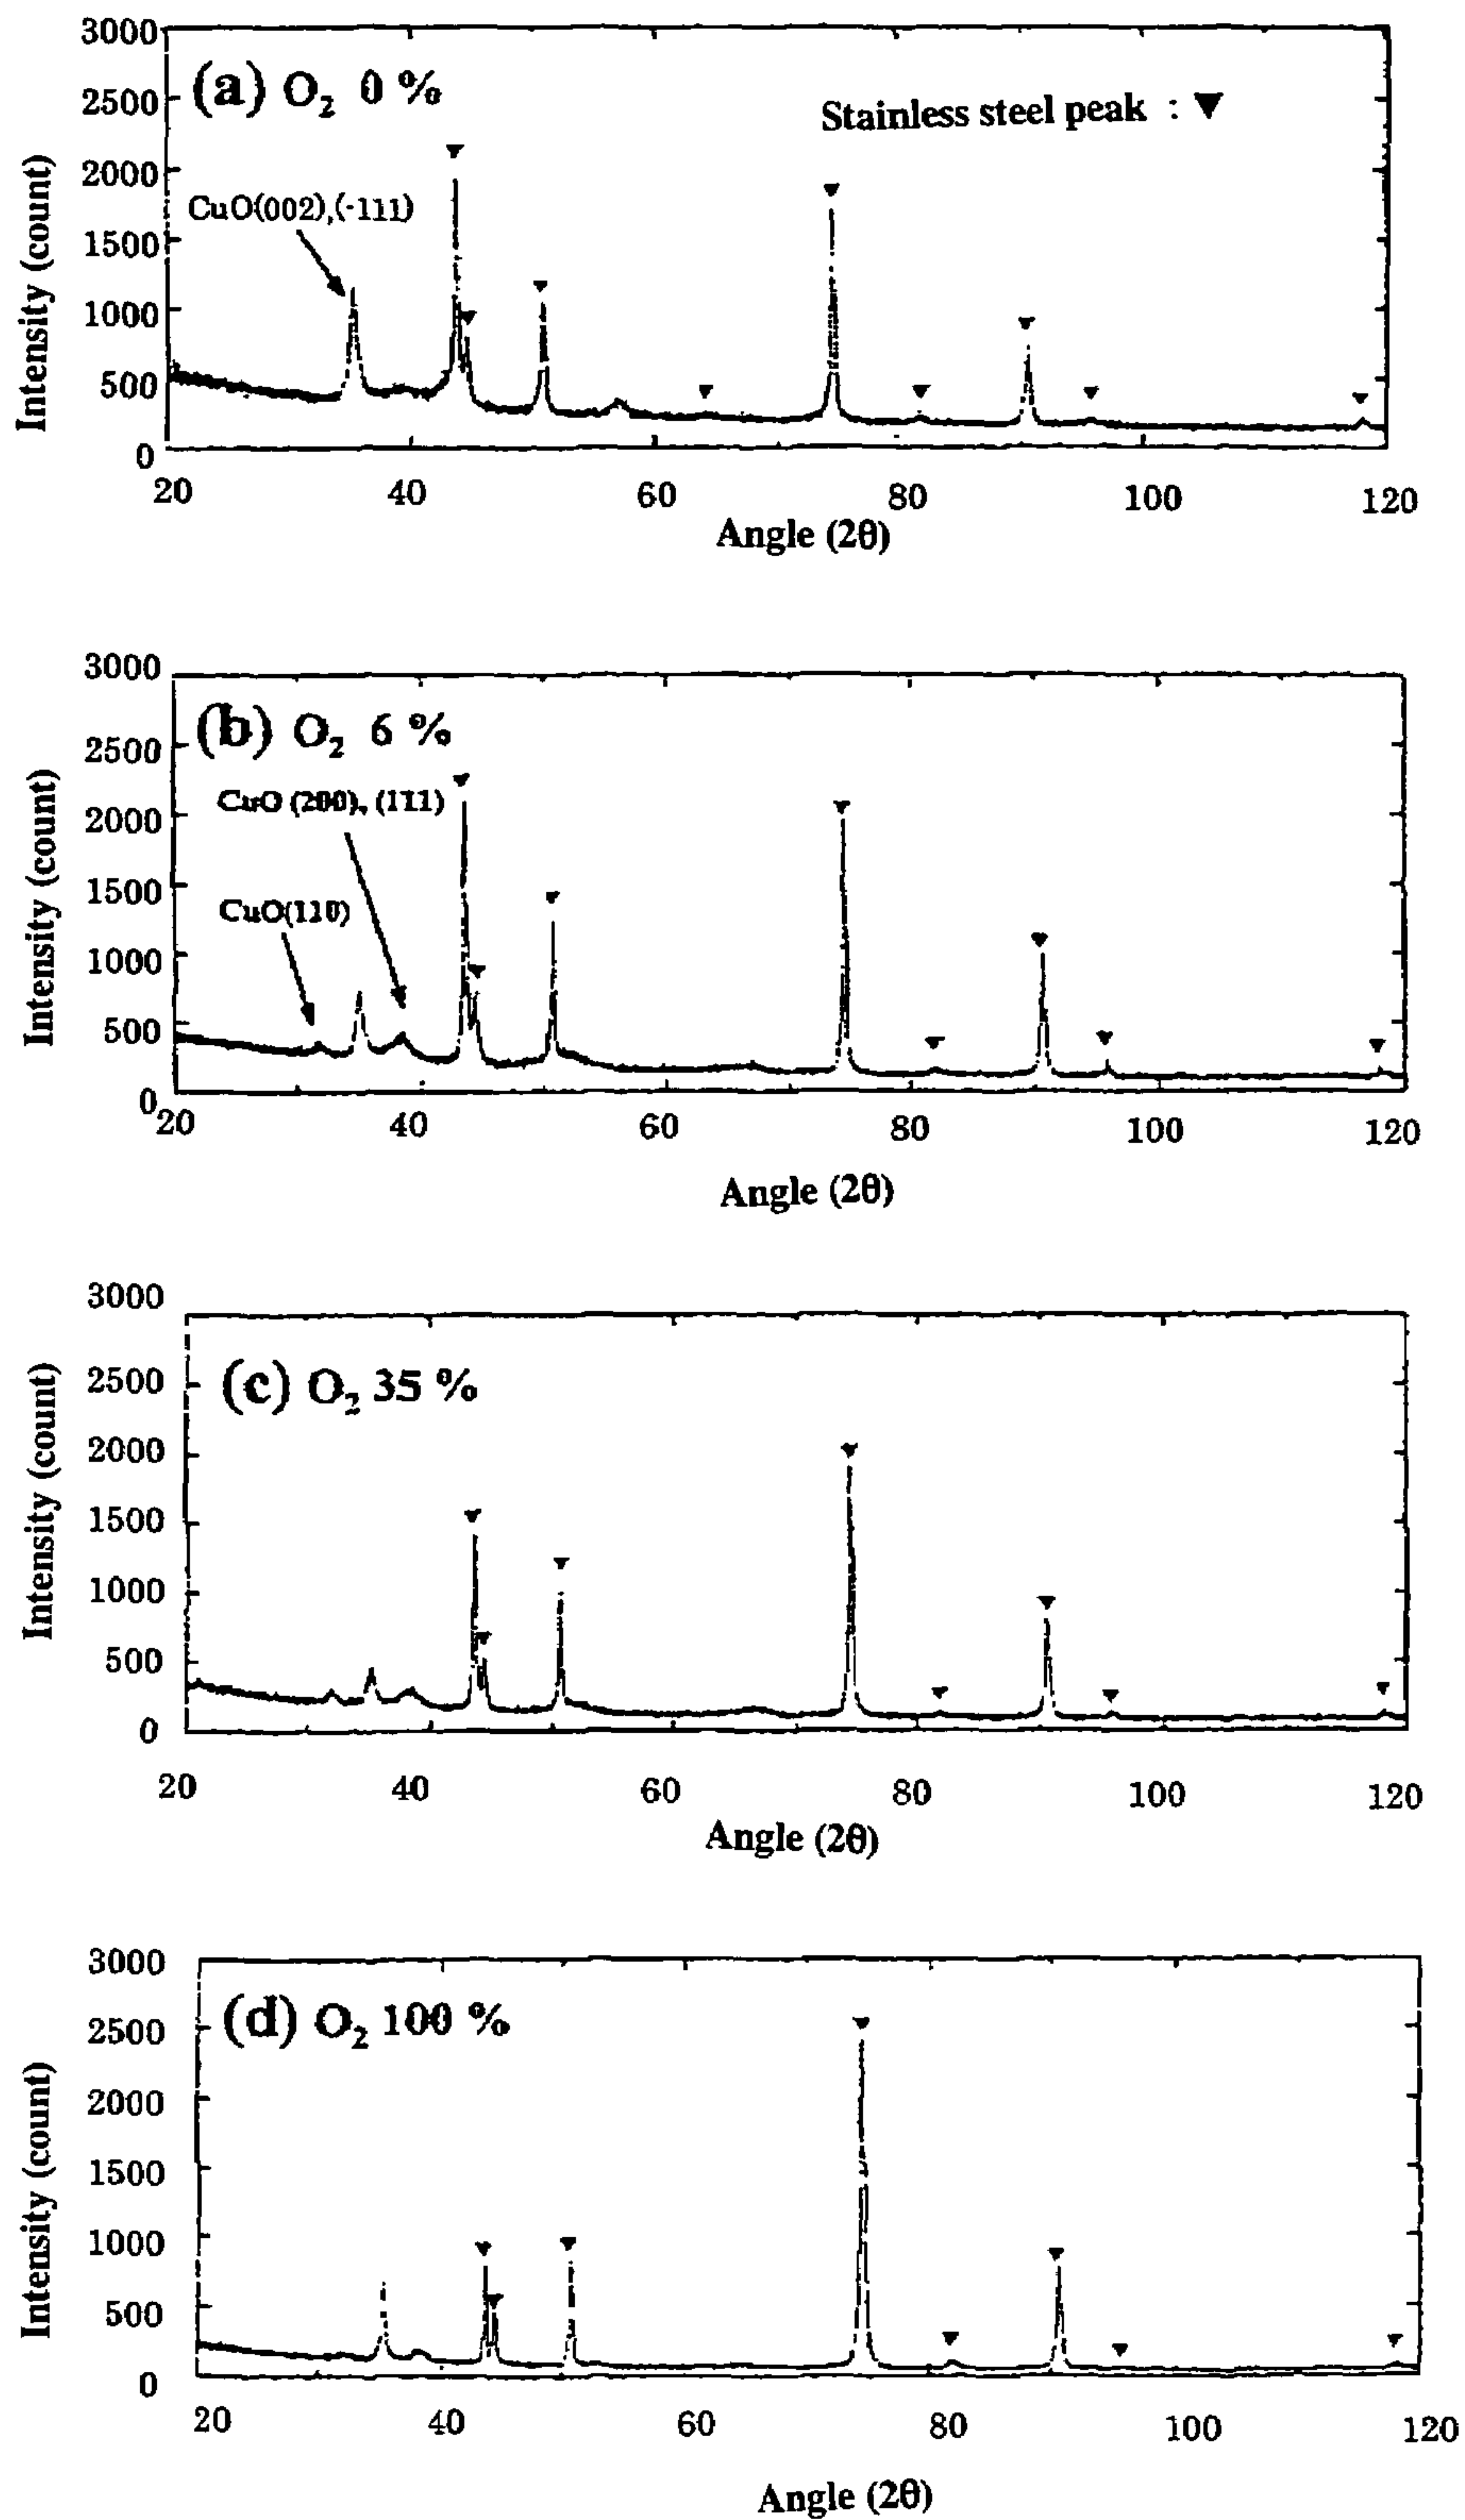 3000
(a) O₂ 0 %
2500
Stainless steel peak : ▼
2000
CuO(002),(-111)
1500
1000
500
0
Intensity (count)
20 40 60 80 100 120
Angle (2θ)
3000
(b) O₂ 6 %
2500
CuO (200), (111)
2000
1500
CuO(110)
1000
500
0
Intensity (count)
20 40 60 80 100 120
Angle (2θ)
3000
(c) O₂ 35 %
2500
2000
1500
1000
500
0
Intensity (count)
20 40 60 80 100 120
Angle (2θ)
3000
(d) O₂ 100 %
2500
2000
1500
1000
500
0
Intensity (count)
20 40 60 80 100 120
Angle (2θ)